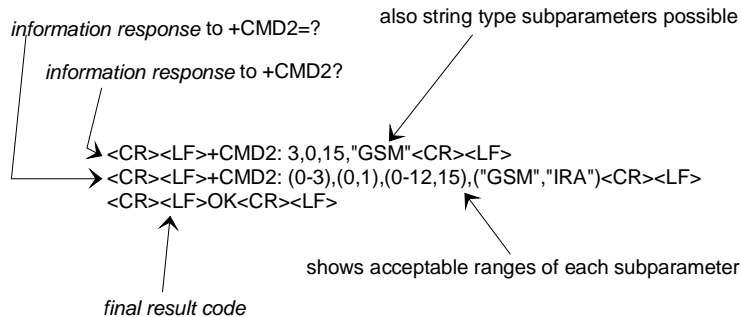 also string type subparameters possible
information response to +CMD2=?
information response to +CMD2?
<CR><LF>+CMD2: 3,0,15,"GSM"<CR><LF>
<CR><LF>+CMD2: (0-3),(0,1),(0-12,15),("GSM","IRA")<CR><LF>
<CR><LF>OK<CR><LF>
shows acceptable ranges of each subparameter
final result code